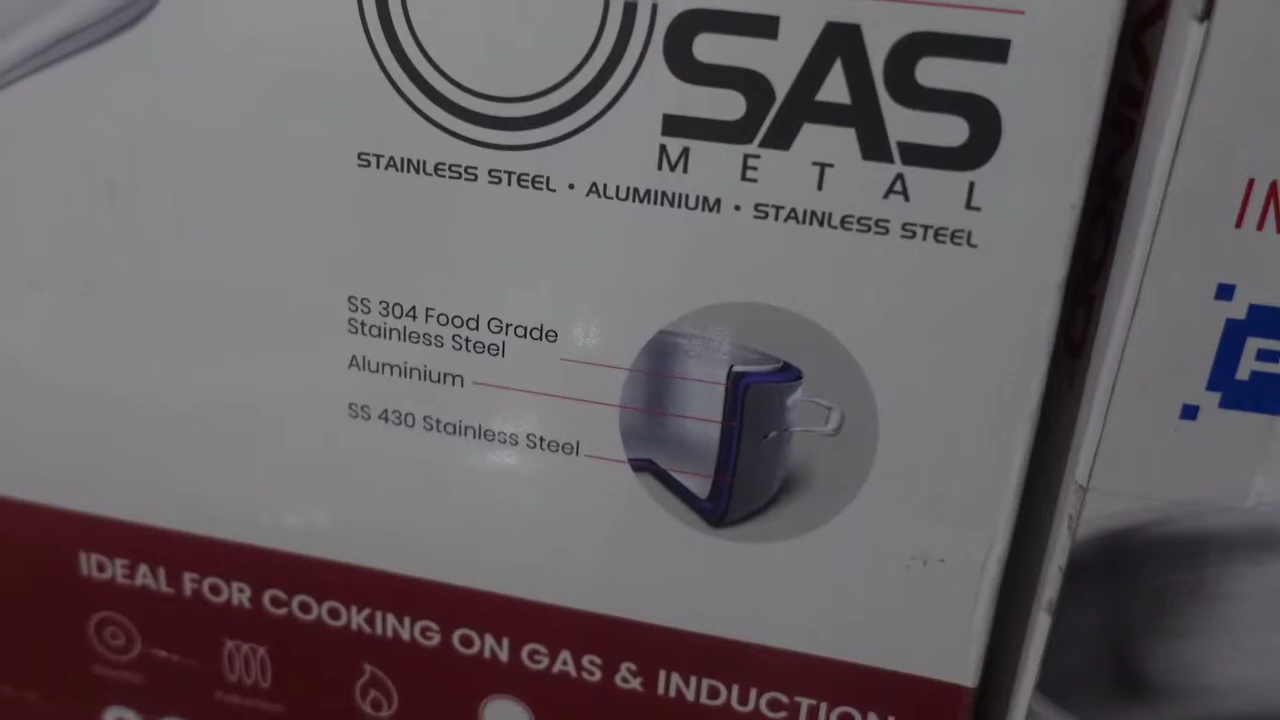 SAS
METAL
STAINLESS STEEL • ALUMINIUM • STAINLESS STEEL
SS 304 Food Grade
Stainless Steel
Aluminium
SS 430 Stainless Steel
IDEAL FOR COOKING ON GAS & INDUCTION